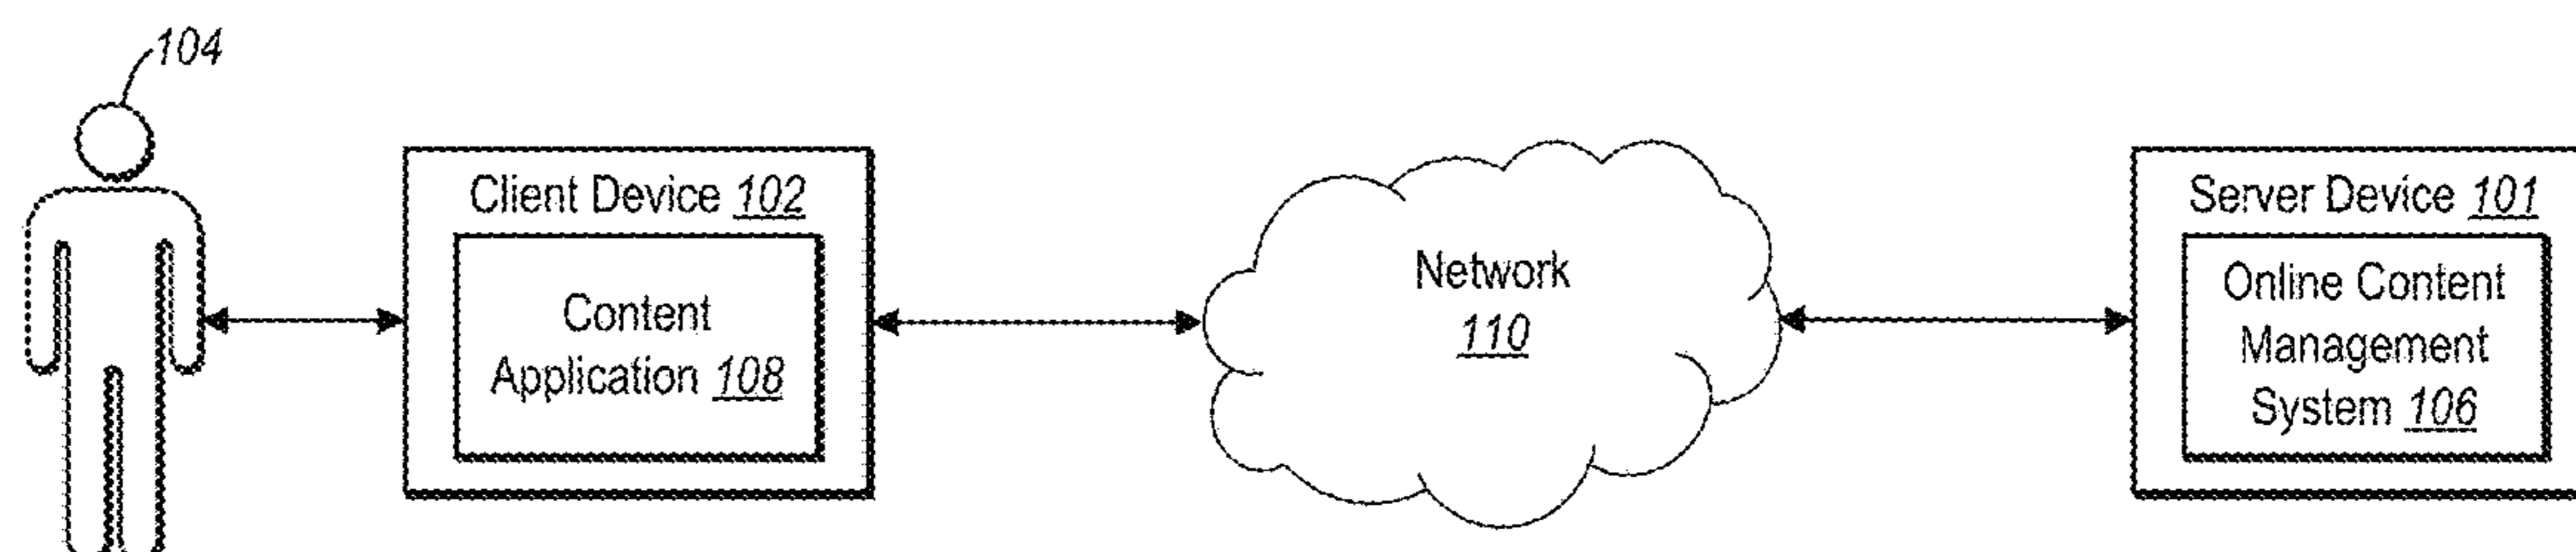 104
Client Device 102
Content
Application 108
Network
110
Server Device 101
Online Content
Management
System 106